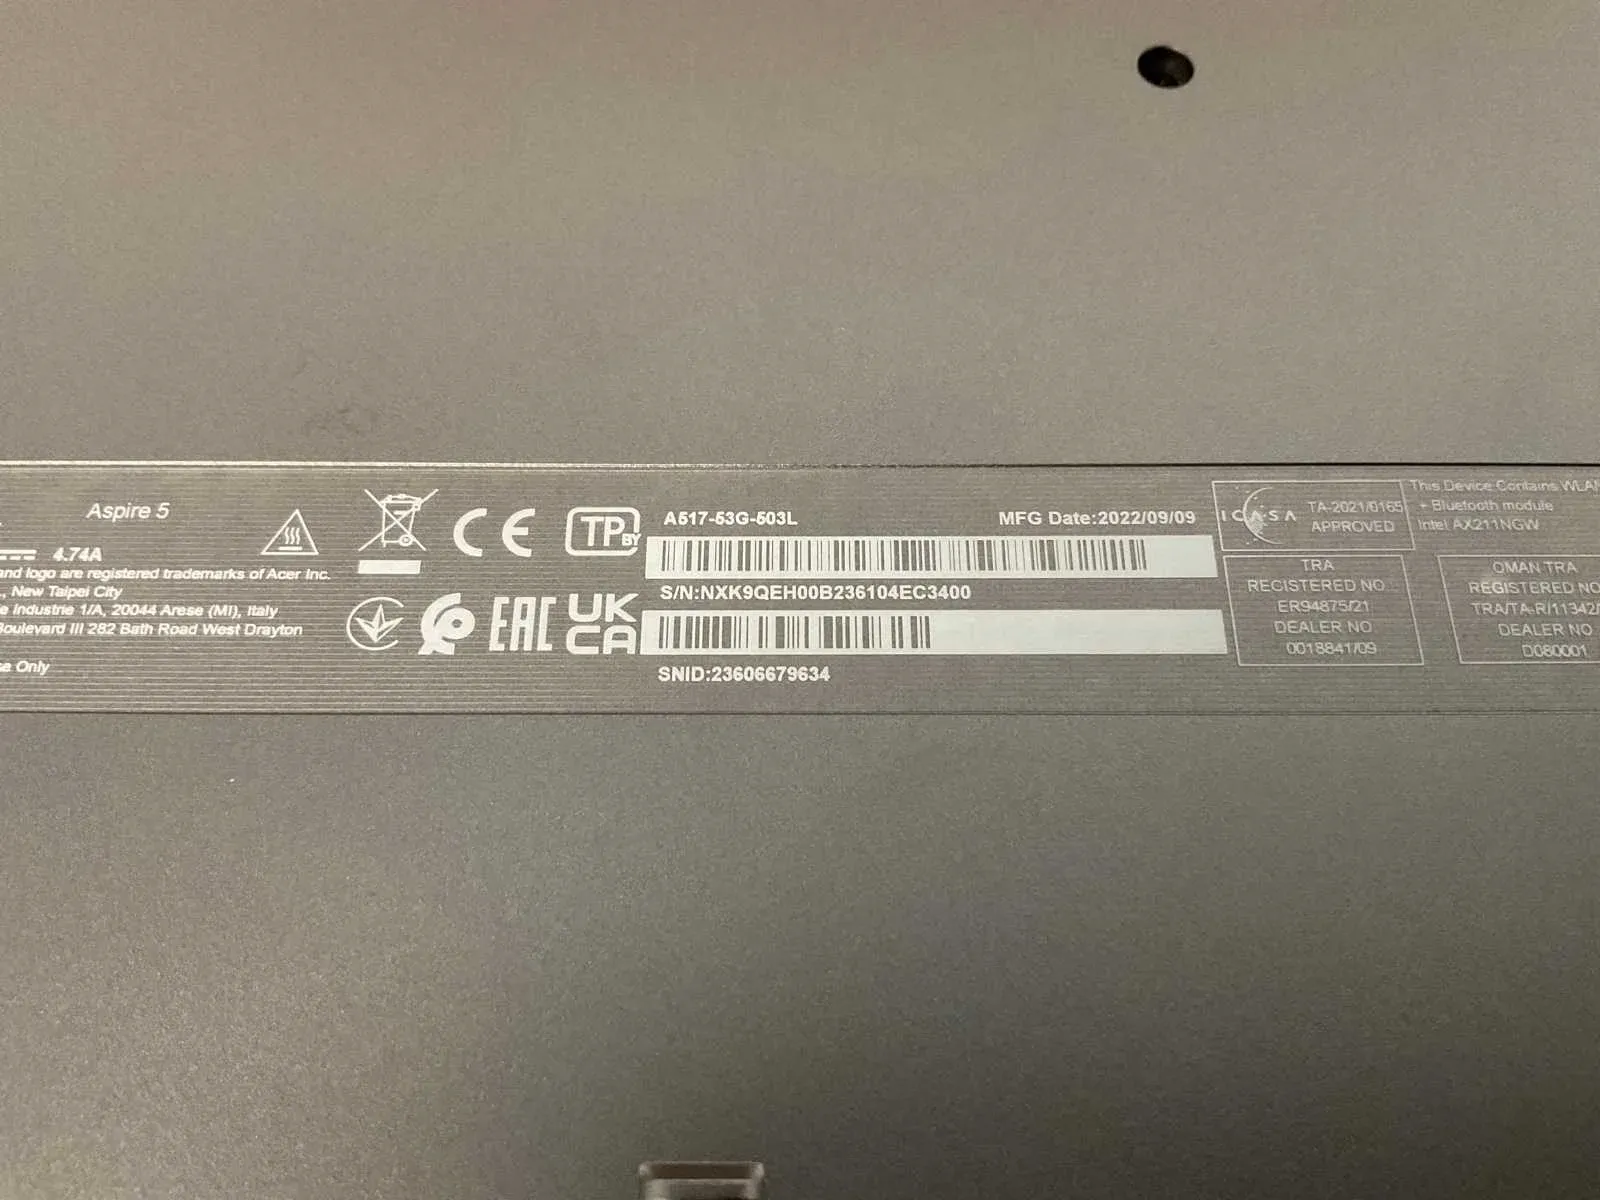 Aspire 5
4.74A
and logo are registered trademarks of Acer Inc.
, New Taipei City
Industrie 1/A, 20044 Arese (MI), Italy
Boulevard III 282 Bath Road West Drayton
Only
CE
TP BY
EAC
UK
CA
A517-53G-503L
MFG Date:2022/09/09
S/N:NXK9QEH00B236104EC3400
SNID:23606679634
ICASA
TA-2021/0165
APPROVED
This Device Contains WLAN
+ Bluetooth module
Intel AX211NGW
TRA
REGISTERED NO
ER94875/21
DEALER NO
0018841/09
OMAN TRA
REGISTERED NO
TRA/TA-R/11342/
DEALER NO
D080001